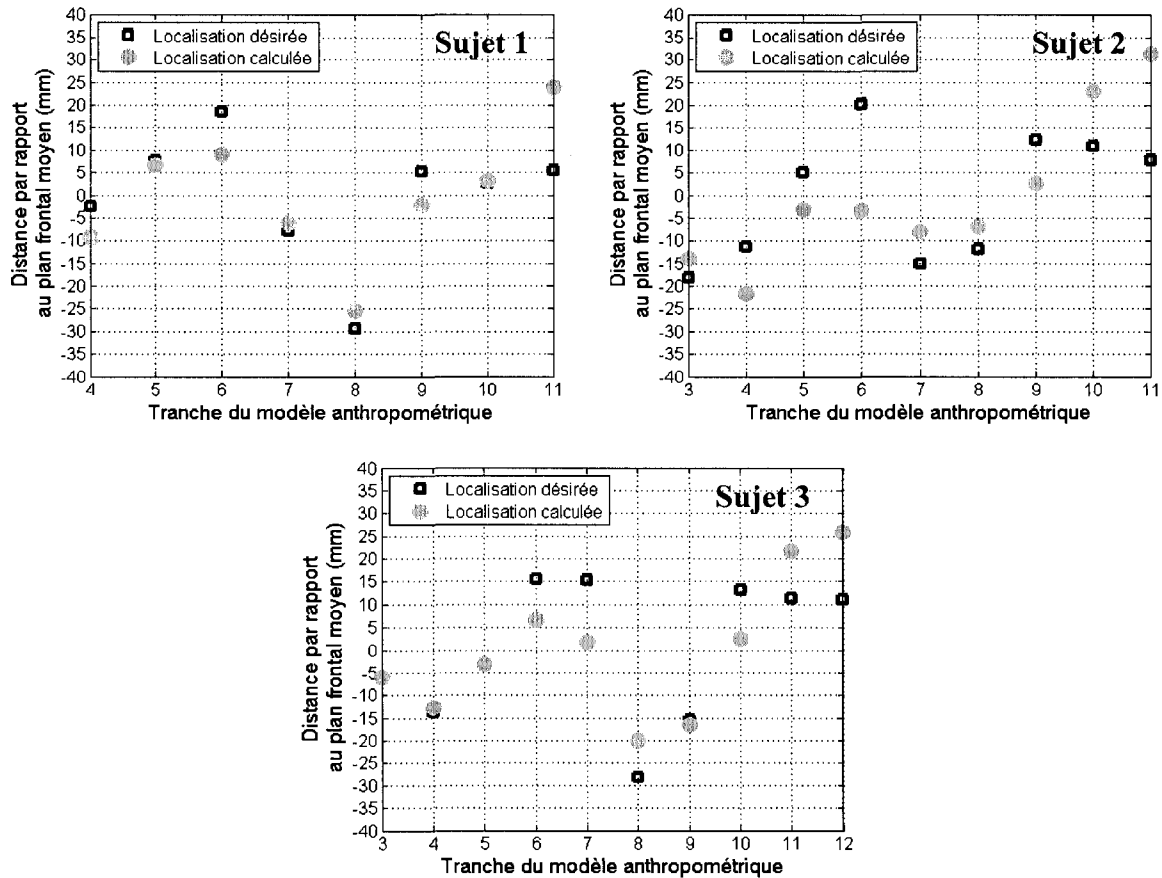 Sujet 1
Localisation désirée
Localisation calculée
40
35
30
25
20
15
10
5
0
-5
-10
-15
-20
-25
-30
-35
-40
Distance par rapport
au plan frontal moyen (mm)
4 5 6 7 8 9 10 11
Tranche du modèle anthropométrique
Sujet 2
Localisation désirée
Localisation calculée
40
35
30
25
20
15
10
5
0
-5
-10
-15
-20
-25
-30
-35
-40
Distance par rapport
au plan frontal moyen (mm)
3 4 5 6 7 8 9 10 11
Tranche du modèle anthropométrique
Sujet 3
Localisation désirée
Localisation calculée
40
35
30
25
20
15
10
5
0
-5
-10
-15
-20
-25
-30
-35
-40
Distance par rapport
au plan frontal moyen (mm)
3 4 5 6 7 8 9 10 11 12
Tranche du modèle anthropométrique